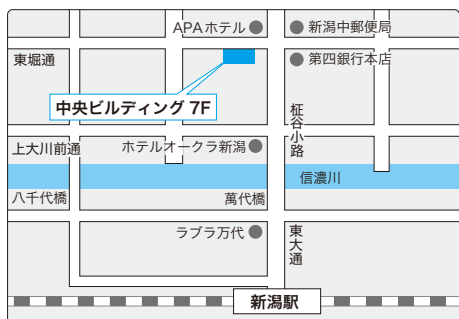 APAホテル
新潟中郵便局
東堀通
第四銀行本店
中央ビルディング 7F
柾谷小路
上大川前通
ホテルオークラ新潟
信濃川
八千代橋
萬代橋
ラブラ万代
東大通
新潟駅